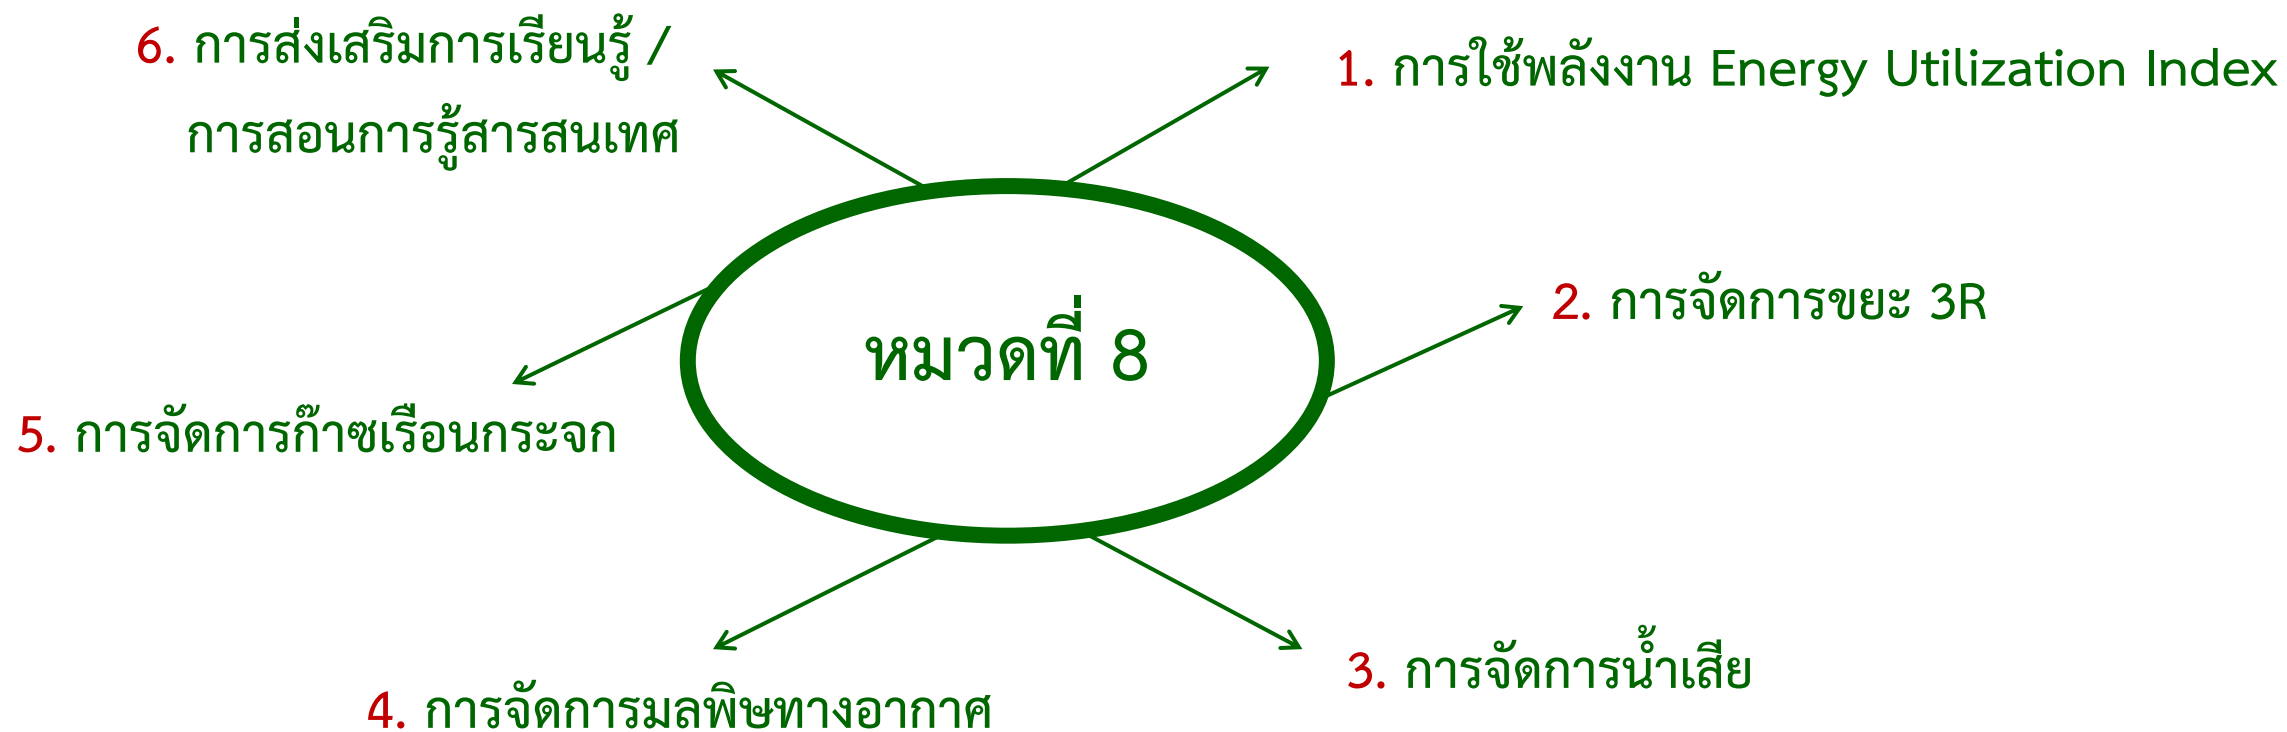 หมวดที่ 8
1. การใช้พลังงาน Energy Utilization Index
2. การจัดการขยะ 3R
3. การจัดการน้ำเสีย
4. การจัดการมลพิษทางอากาศ
5. การจัดการก๊าซเรือนกระจก
6. การส่งเสริมการเรียนรู้ /
การสอนการรู้สารสนเทศ